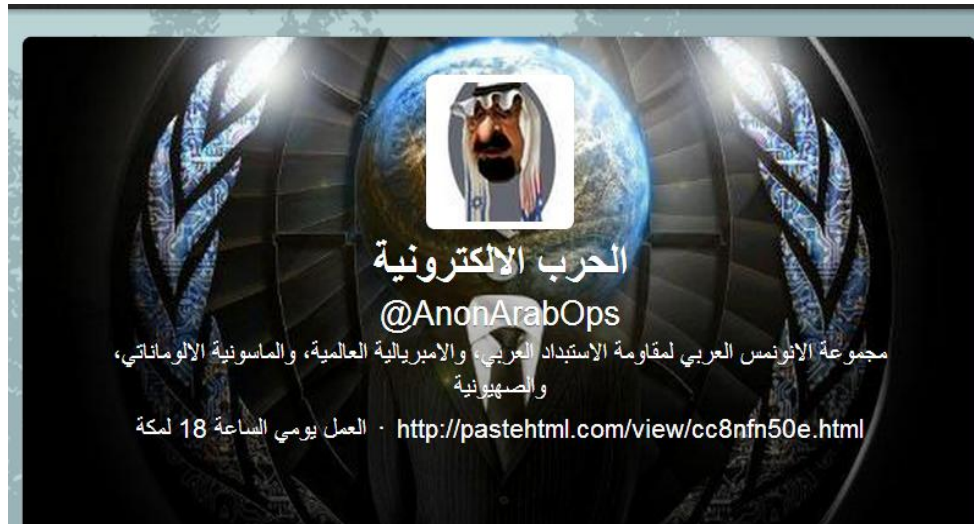 الحرب الالكترونية
@AnonArabOps
مجموعة الانونمس العربي لمقاومة الاستبداد العربي، والامبريالية العالمية، والماسونية الالوماناتي،
والصهيونية
العمل يومي الساعة 18 لمكة · http://pastehtml.com/view/cc8nfn50e.html